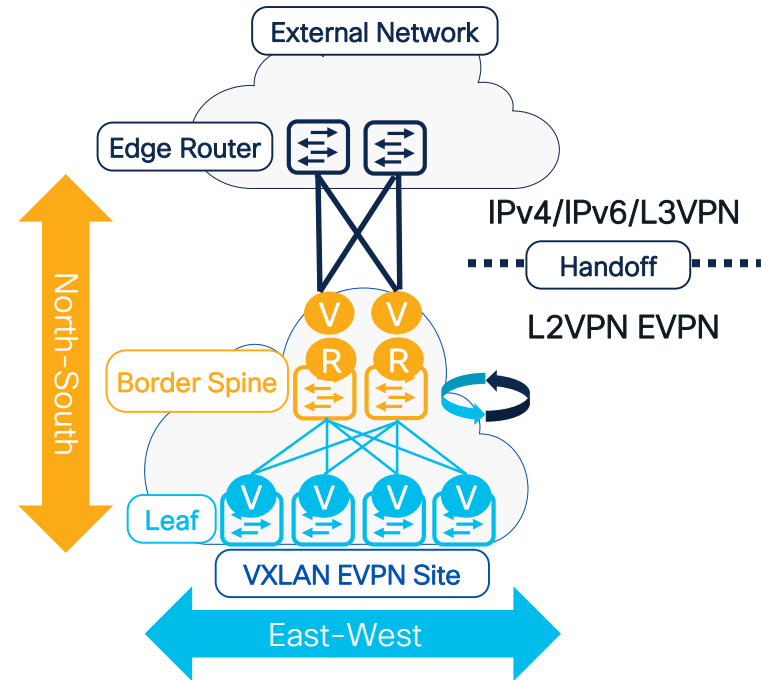 External Network
Edge Router
IPv4/IPv6/L3VPN
Handoff
L2VPN EVPN
North-South
V V
R R
Border Spine
V V V V
Leaf
VXLAN EVPN Site
East-West